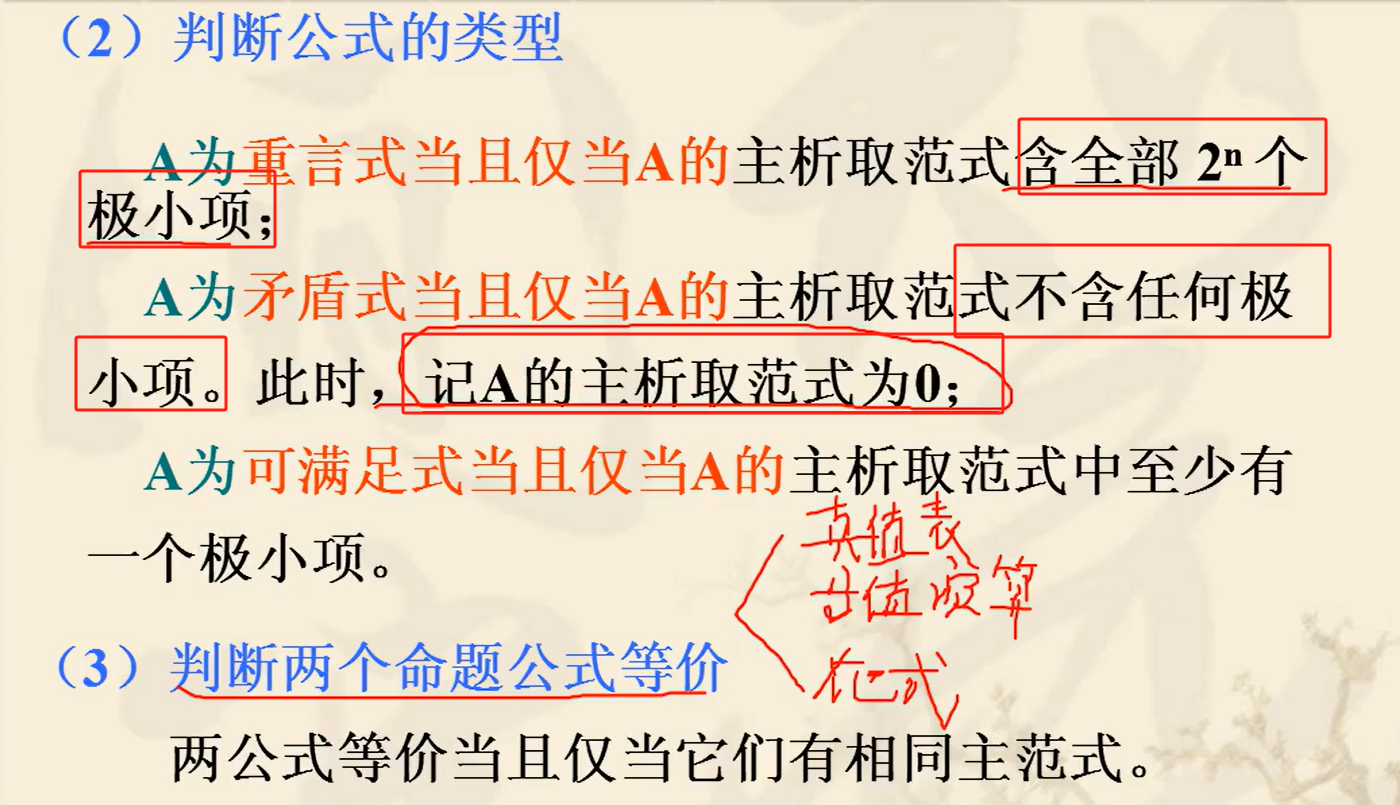 （2）判断公式的类型
A为重言式当且仅当A的主析取范式含全部 2ⁿ 个
极小项；
A为矛盾式当且仅当A的主析取范式不含任何极
小项。此时，记A的主析取范式为0；
A为可满足式当且仅当A的主析取范式中至少有
一个极小项。
真值表
等值演算
范式
（3）判断两个命题公式等价
两公式等价当且仅当它们有相同主范式。